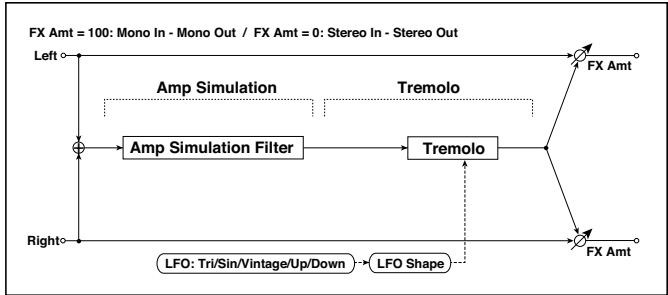 FX Amt = 100: Mono In - Mono Out / FX Amt = 0: Stereo In - Stereo Out
Left
FX Amt
Amp Simulation
Tremolo
Amp Simulation Filter
Tremolo
Right
FX Amt
LFO: Tri/Sin/Vintage/Up/Down
LFO Shape